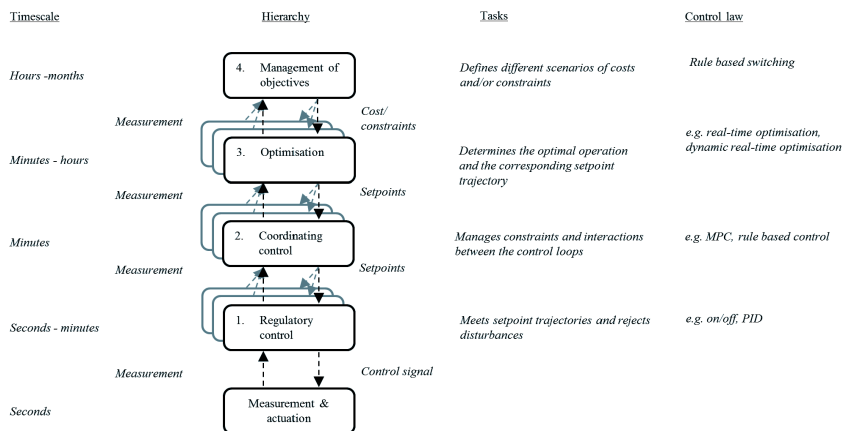 Timescale
Hierarchy
Tasks
Control law
Hours -months
4. Management of
objectives
Defines different scenarios of costs
and/or constraints
Rule based switching
Measurement
Cost/
constraints
Minutes - hours
3. Optimisation
Determines the optimal operation
and the corresponding setpoint
trajectory
e.g. real-time optimisation,
dynamic real-time optimisation
Measurement
Setpoints
Minutes
2. Coordinating
control
Manages constraints and interactions
between the control loops
e.g. MPC, rule based control
Measurement
Setpoints
Seconds - minutes
1. Regulatory
control
Meets setpoint trajectories and rejects
disturbances
e.g. on/off, PID
Measurement
Control signal
Seconds
Measurement &
actuation